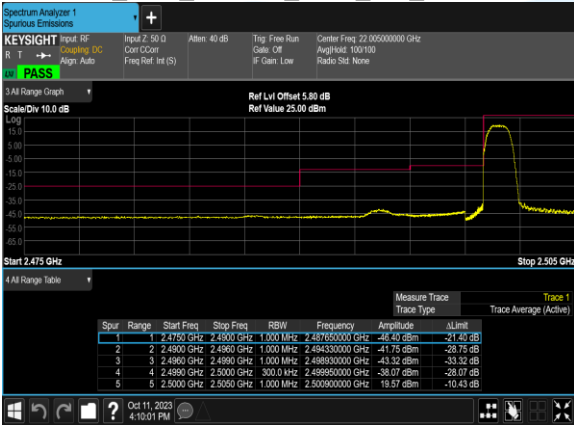 Spectrum Analyzer 1
Spurious Emissions
+
KEYSIGHT Input: RF Input Z: 50 Ω Atten: 40 dB Trig: Free Run Center Freq: 22.005000000 GHz
R T Coupling: DC Corr CCorr Gate: Off Avg|Hold: 100/100
Align: Auto Freq Ref: Int (S) IF Gain: Low Radio Std: None
LW PASS
3 All Range Graph
Ref Lvl Offset 5.80 dB
Scale/Div 10.0 dB Ref Value 25.00 dBm
Log
15.0
5.00
-5.00
-15.0
-25.0
-35.0
-45.0
-55.0
-65.0
Start 2.475 GHz Stop 2.505 GHz
4 All Range Table
Measure Trace Trace 1
Trace Type Trace Average (Active)
Spur Range Start Freq Stop Freq RBW Frequency Amplitude ΔLimit
1 1 2.4750 GHz 2.4900 GHz 1.000 MHz 2.487650000 GHz -46.40 dBm -21.40 dB
2 2 2.4900 GHz 2.4960 GHz 1.000 MHz 2.494330000 GHz -41.75 dBm -28.75 dB
3 3 2.4960 GHz 2.4990 GHz 1.000 MHz 2.498930000 GHz -43.32 dBm -33.32 dB
4 4 2.4990 GHz 2.5000 GHz 300.0 kHz 2.499950000 GHz -38.07 dBm -28.07 dB
5 5 2.5000 GHz 2.5050 GHz 1.000 MHz 2.500900000 GHz 19.57 dBm -10.43 dB
? Oct 11, 2023
4:10:01 PM